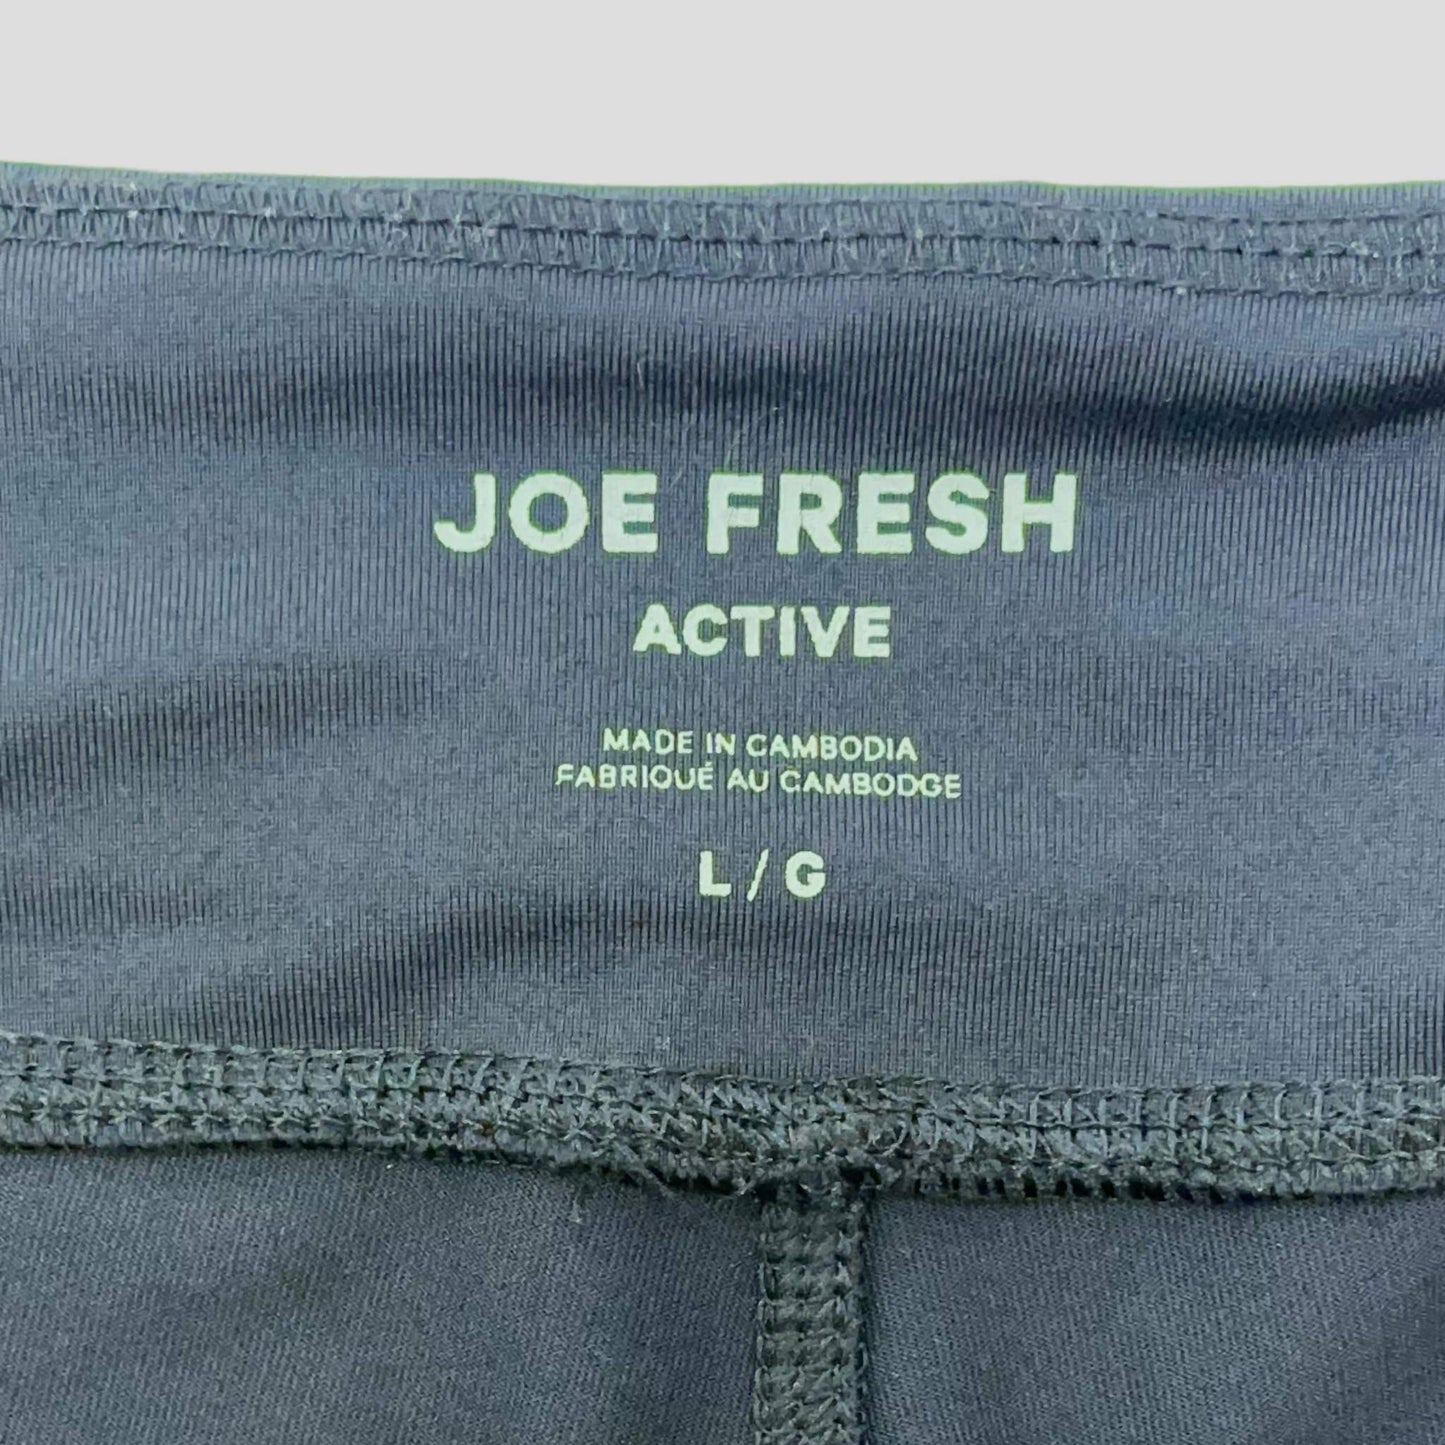 JOE FRESH
ACTIVE
MADE IN CAMBODIA
FABRIQUÉ AU CAMBODGE
L / G